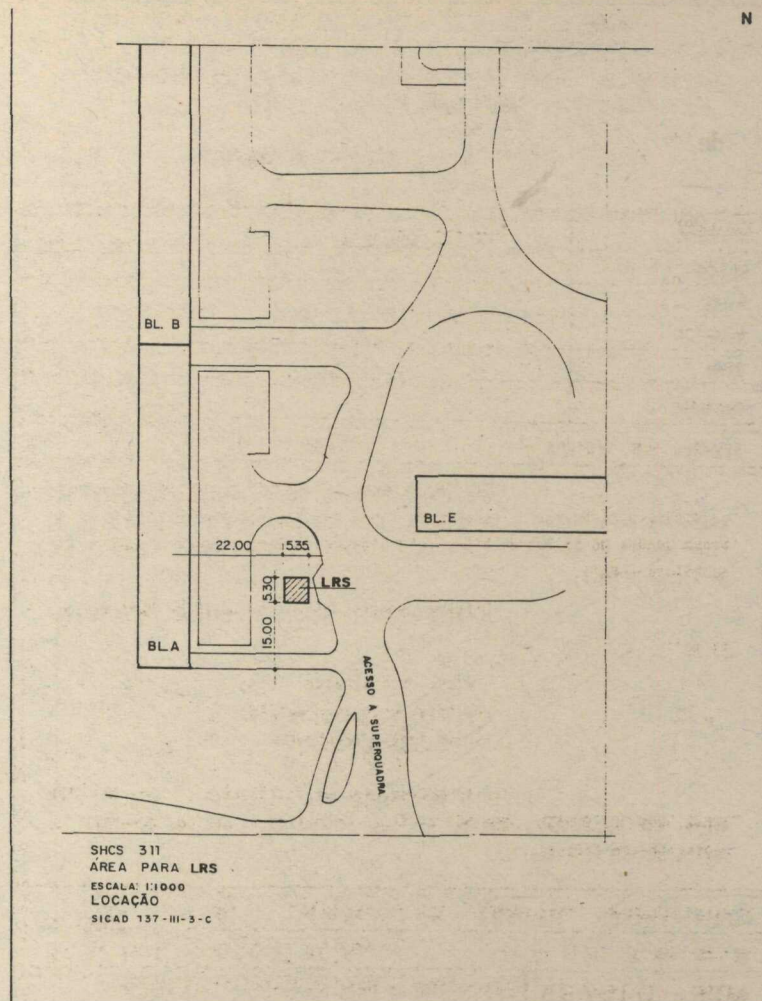 N
BL. B
BL. E
22.00
5.35
5.30
LRS
15.00
BL.A
ACESSO A SUPERQUADRA
SHCS 311
ÁREA PARA LRS
ESCALA: 1:1000
LOCAÇÃO
SICAD 137-III-3-C